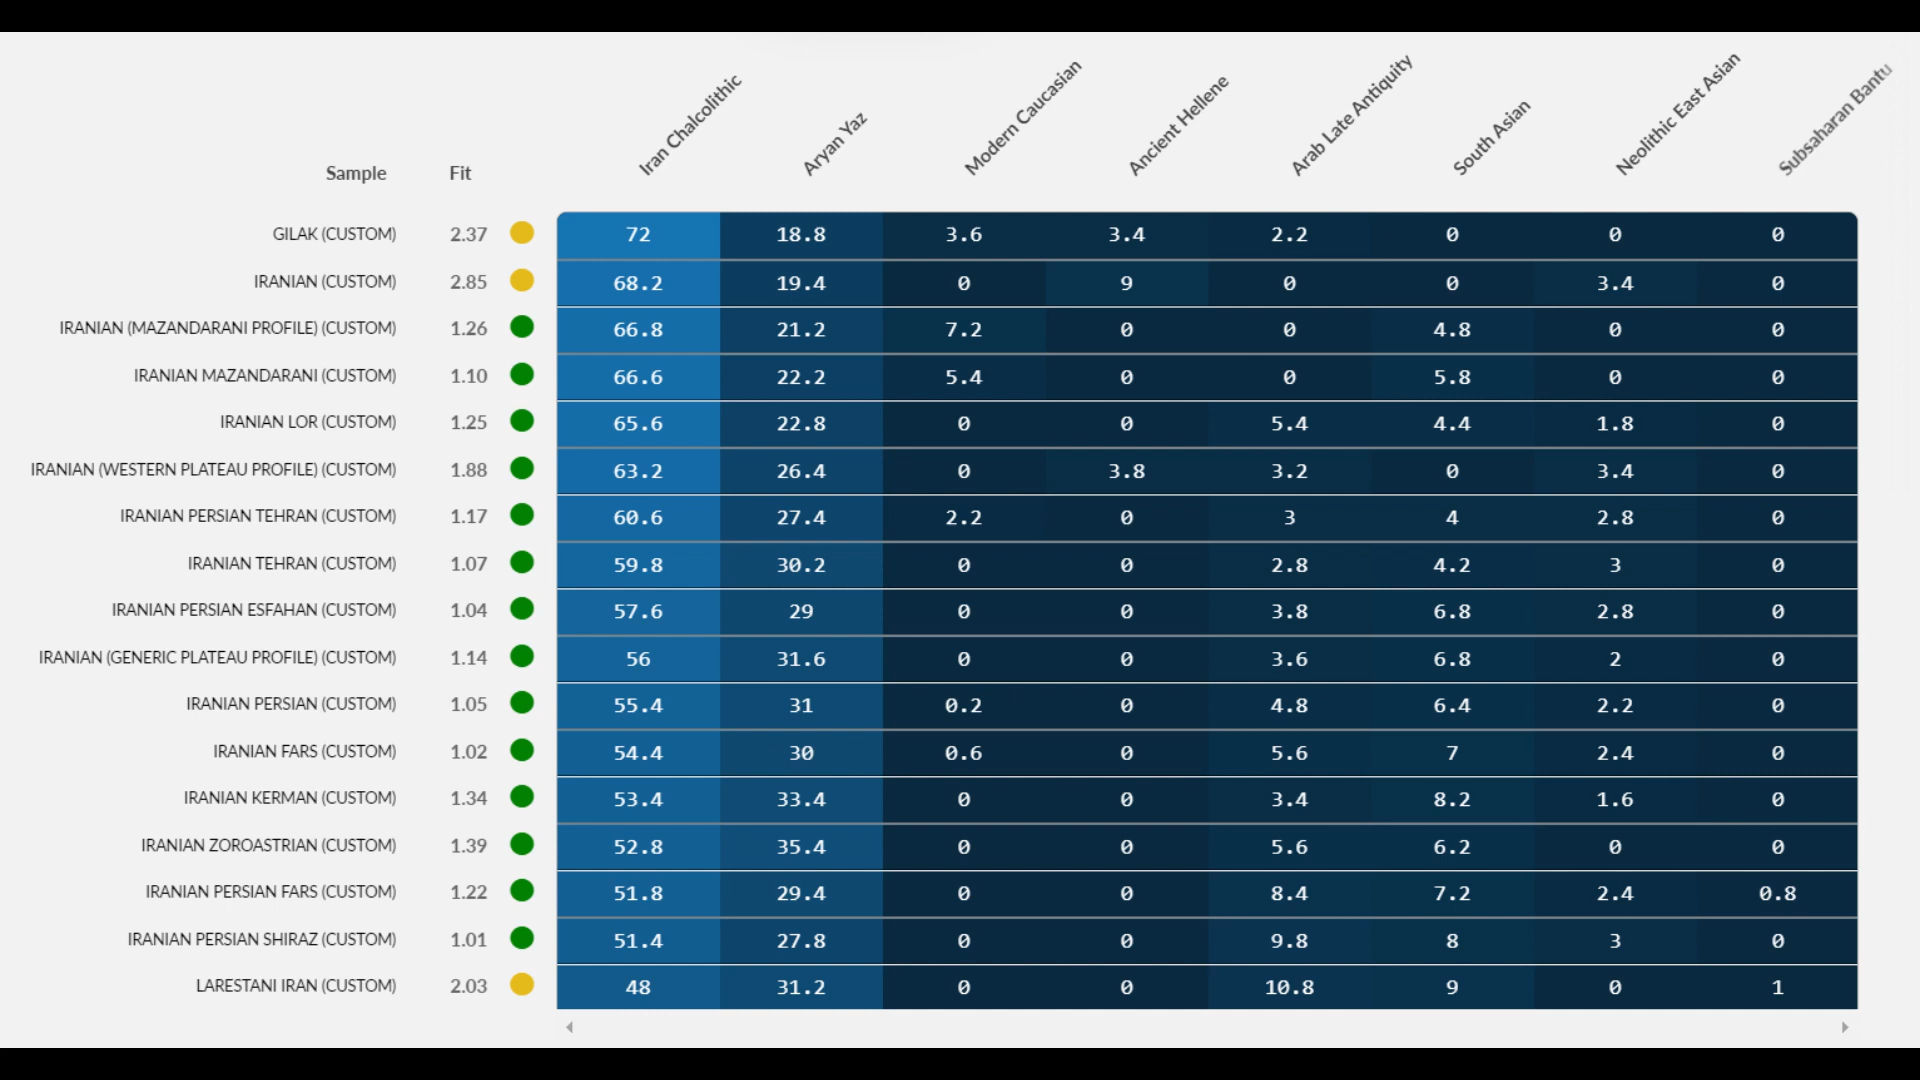 Sample Fit Iran Chalcolithic Aryan Yaz Modern Caucasian Ancient Hellene Arab Late Antiquity South Asian Neolithic East Asian Subsaharan Bantu
GILAK (CUSTOM) 2.37 72 18.8 3.6 3.4 2.2 0 0 0
IRANIAN (CUSTOM) 2.85 68.2 19.4 0 9 0 0 3.4 0
IRANIAN (MAZANDARANI PROFILE) (CUSTOM) 1.26 66.8 21.2 7.2 0 0 4.8 0 0
IRANIAN MAZANDARANI (CUSTOM) 1.10 66.6 22.2 5.4 0 0 5.8 0 0
IRANIAN LOR (CUSTOM) 1.25 65.6 22.8 0 0 5.4 4.4 1.8 0
IRANIAN (WESTERN PLATEAU PROFILE) (CUSTOM) 1.88 63.2 26.4 0 3.8 3.2 0 3.4 0
IRANIAN PERSIAN TEHRAN (CUSTOM) 1.17 60.6 27.4 2.2 0 3 4 2.8 0
IRANIAN TEHRAN (CUSTOM) 1.07 59.8 30.2 0 0 2.8 4.2 3 0
IRANIAN PERSIAN ESFAHAN (CUSTOM) 1.04 57.6 29 0 0 3.8 6.8 2.8 0
IRANIAN (GENERIC PLATEAU PROFILE) (CUSTOM) 1.14 56 31.6 0 0 3.6 6.8 2 0
IRANIAN PERSIAN (CUSTOM) 1.05 55.4 31 0.2 0 4.8 6.4 2.2 0
IRANIAN FARS (CUSTOM) 1.02 54.4 30 0.6 0 5.6 7 2.4 0
IRANIAN KERMAN (CUSTOM) 1.34 53.4 33.4 0 0 3.4 8.2 1.6 0
IRANIAN ZOROASTRIAN (CUSTOM) 1.39 52.8 35.4 0 0 5.6 6.2 0 0
IRANIAN PERSIAN FARS (CUSTOM) 1.22 51.8 29.4 0 0 8.4 7.2 2.4 0.8
IRANIAN PERSIAN SHIRAZ (CUSTOM) 1.01 51.4 27.8 0 0 9.8 8 3 0
LARESTANI IRAN (CUSTOM) 2.03 48 31.2 0 0 10.8 9 0 1